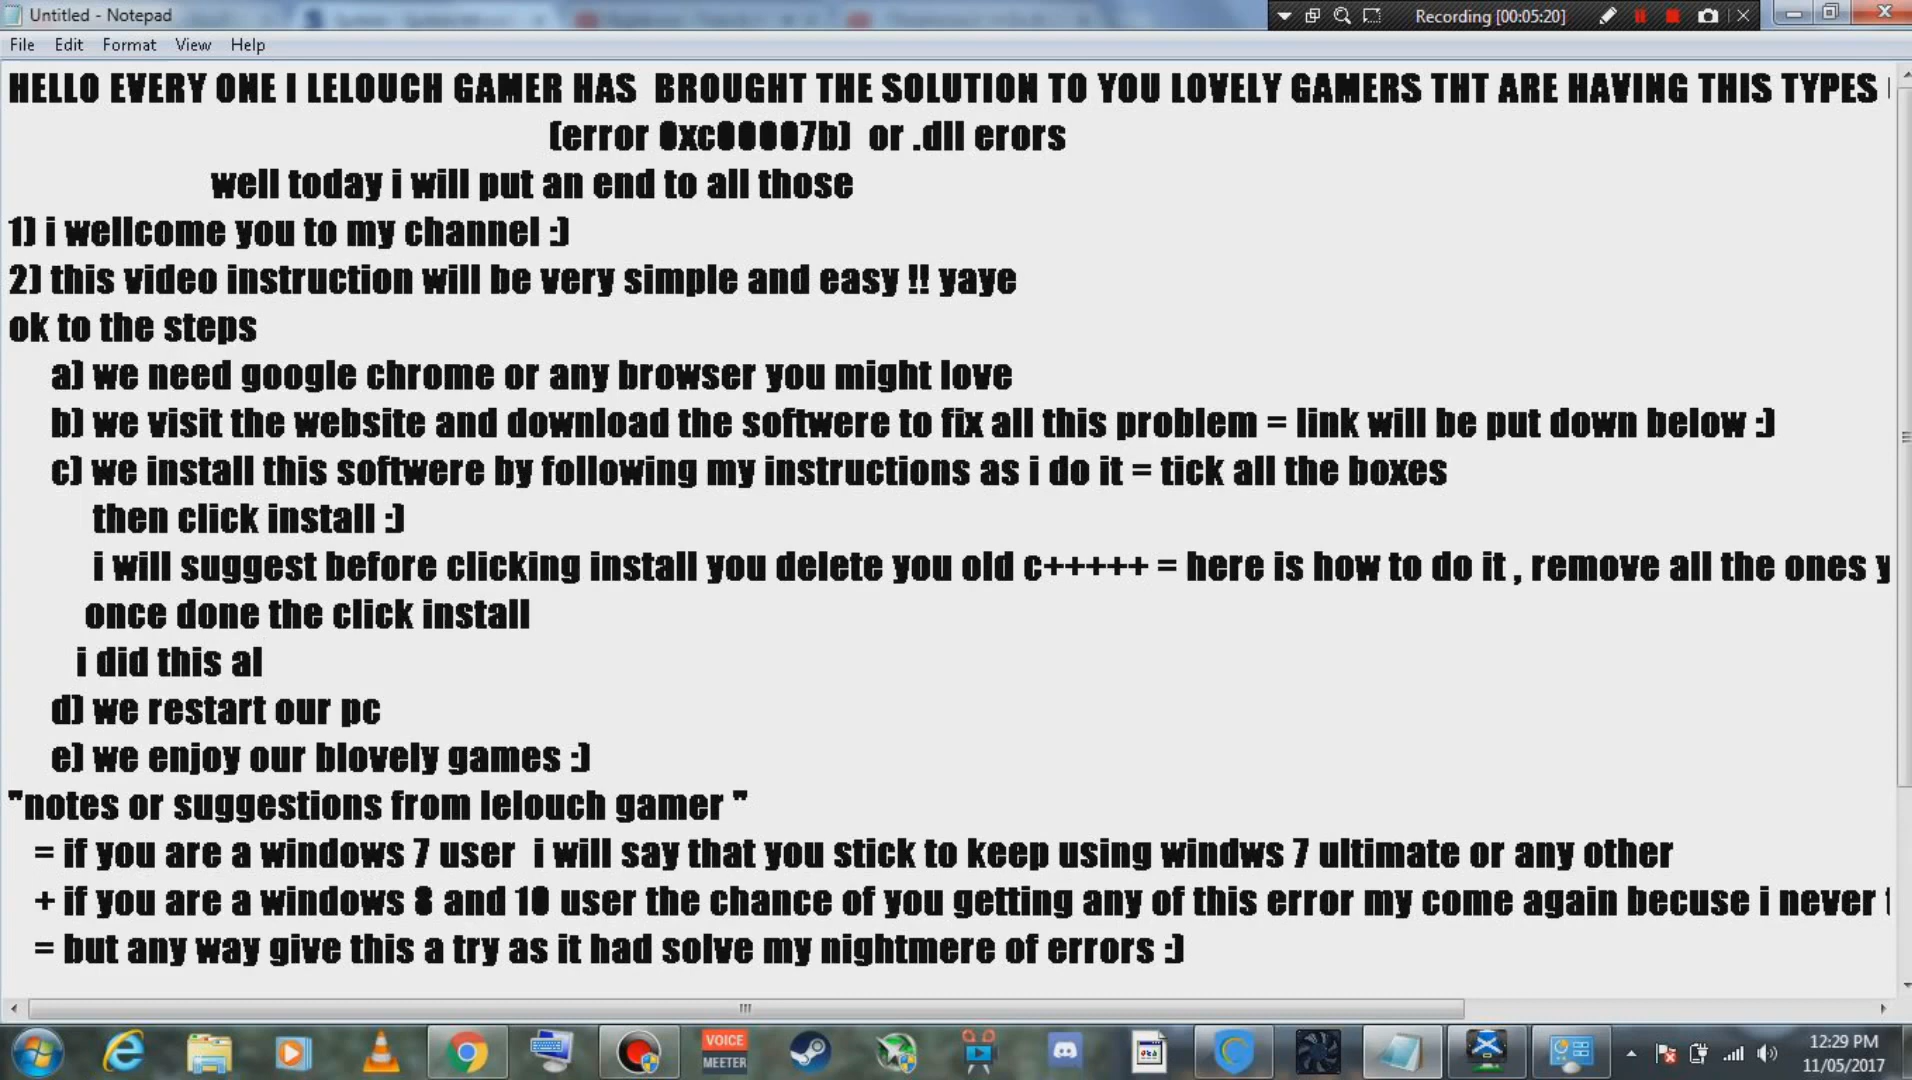 Untitled - Notepad
Recording [00:05:20]
File Edit Format View Help
HELLO EVERY ONE I LELOUCH GAMER HAS  BROUGHT THE SOLUTION TO YOU LOVELY GAMERS THT ARE HAVING THIS TYPES
(error 0xc00007b)  or .dll erors
well today i will put an end to all those
1) i wellcome you to my channel :)
2) this video instruction will be very simple and easy !! yaye
ok to the steps
a) we need google chrome or any browser you might love
b) we visit the website and download the softwere to fix all this problem = link will be put down below :)
c) we install this softwere by following my instructions as i do it = tick all the boxes
then click install :)
i will suggest before clicking install you delete you old c+++++ = here is how to do it , remove all the ones y
once done the click install
i did this al
d) we restart our pc
e) we enjoy our blovely games :)
"notes or suggestions from lelouch gamer "
= if you are a windows 7 user  i will say that you stick to keep using windws 7 ultimate or any other
+ if you are a windows 8 and 10 user the chance of you getting any of this error my come again becuse i never
= but any way give this a try as it had solve my nightmere of errors :)
VOICE
MEETER
12:29 PM
11/05/2017